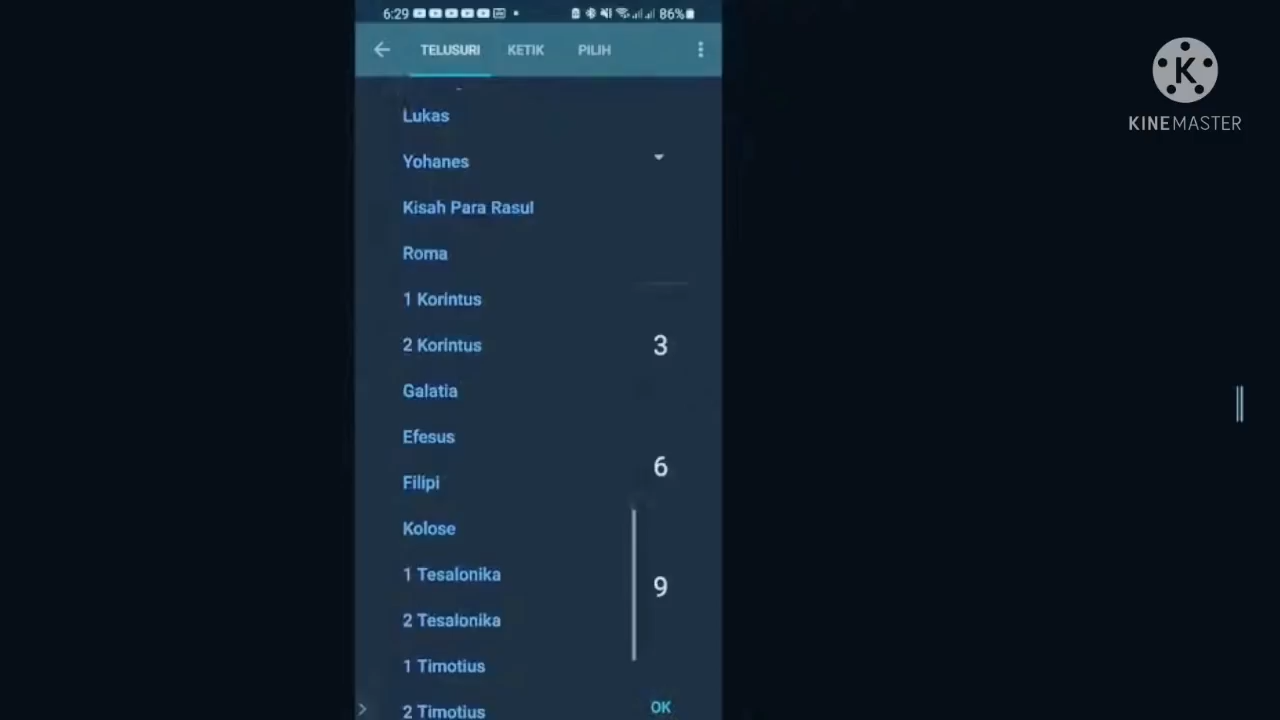 6:29
86%
TELUSURI KETIK PILIH
Lukas
Yohanes
Kisah Para Rasul
Roma
1 Korintus
2 Korintus
3
Galatia
Efesus
6
Filipi
Kolose
1 Tesalonika
9
2 Tesalonika
1 Timotius
2 Timotius
OK
K
KINEMASTER